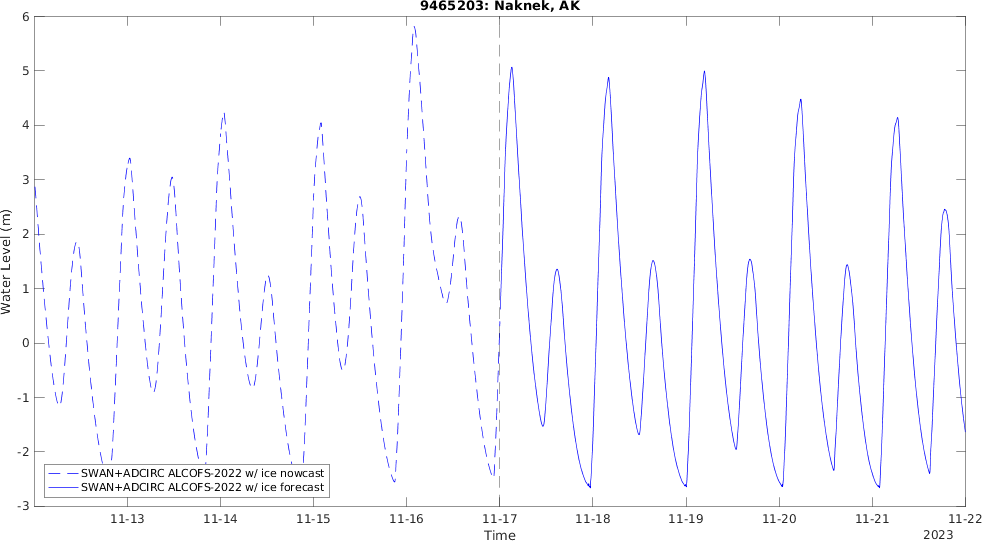 9465203: Naknek, AK
6
5
4
3
2
1
0
-1
-2
-3
Water Level (m)
SWAN+ADCIRC ALCOFS-2022 w/ ice nowcast
SWAN+ADCIRC ALCOFS-2022 w/ ice forecast
11-13 11-14 11-15 11-16 11-17 11-18 11-19 11-20 11-21 11-22
Time
2023